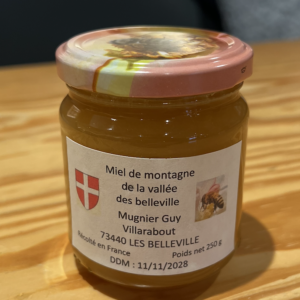 Miel de montagne
de la vallée
des belleville
Mugnier Guy
Villarabout
73440 LES BELLEVILLE
Récolté en France Poids net 250 g
DDM : 11/11/2028